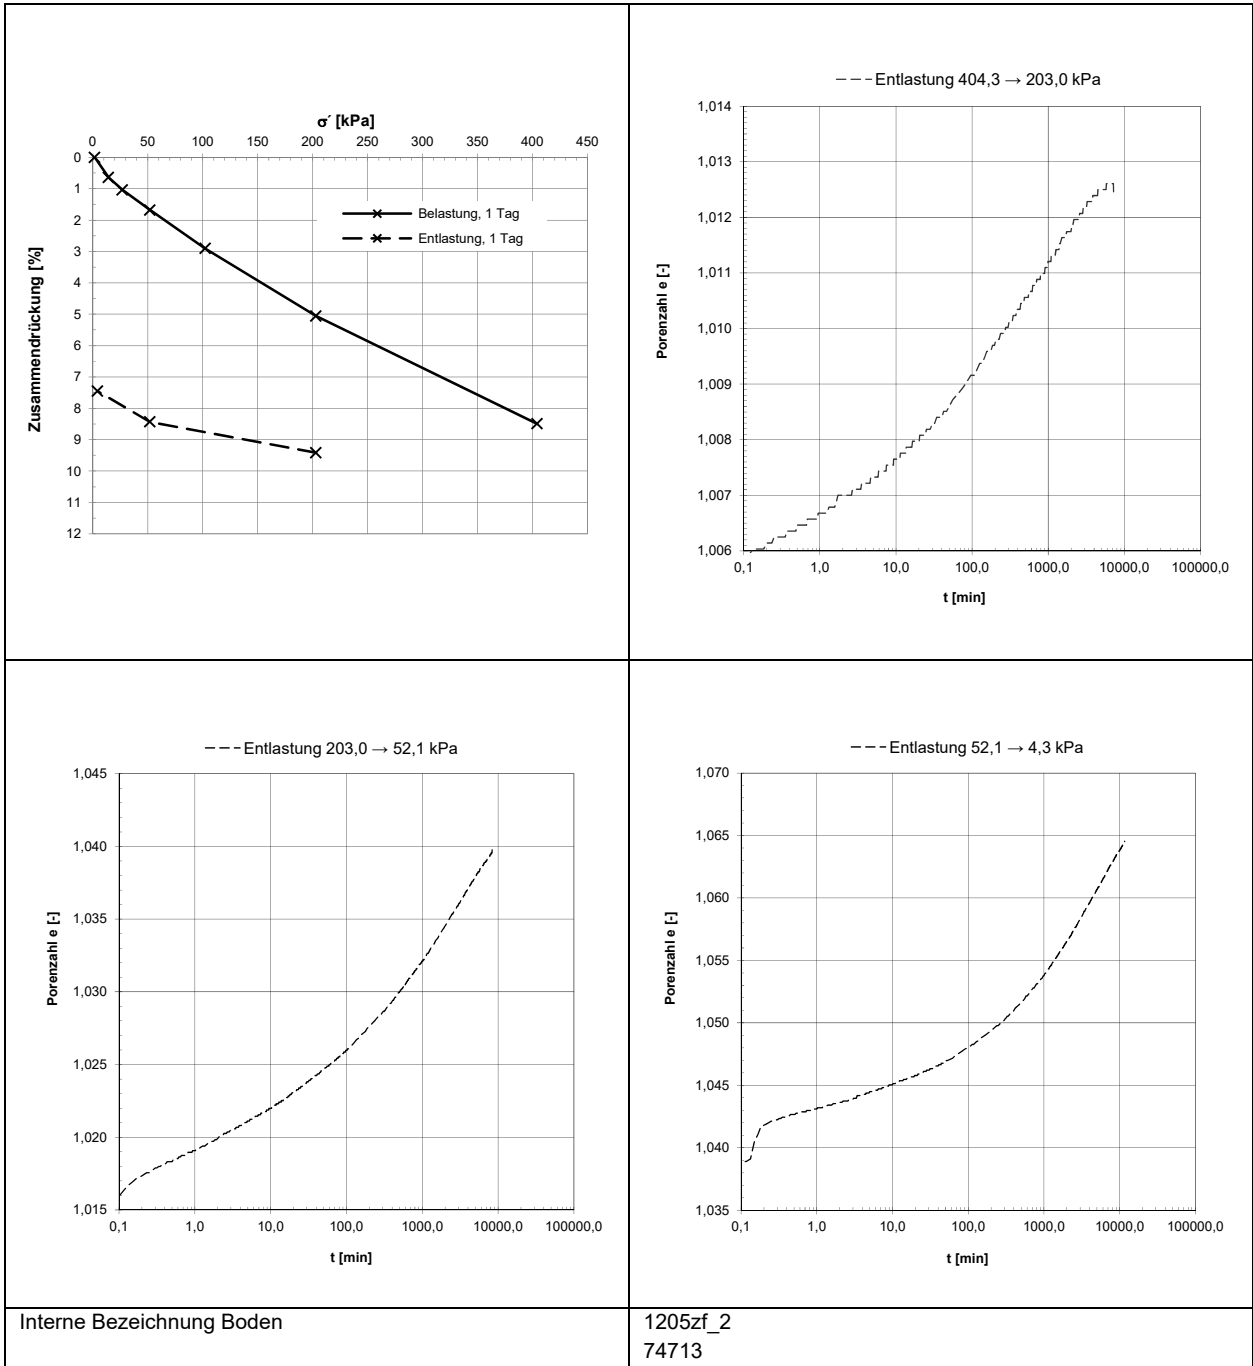 σ´ [kPa]
0 50 100 150 200 250 300 350 400 450
0
1
2
3
4
5
6
7
8
9
10
11
12
Zusammendrückung [%]
Belastung, 1 Tag
Entlastung, 1 Tag
Entlastung 404,3 → 203,0 kPa
1,014
1,013
1,012
1,011
1,010
1,009
1,008
1,007
1,006
Porenzahl e [-]
0,1 1,0 10,0 100,0 1000,0 10000,0 100000,0
t [min]
Entlastung 203,0 → 52,1 kPa
1,045
1,040
1,035
1,030
1,025
1,020
1,015
Porenzahl e [-]
0,1 1,0 10,0 100,0 1000,0 10000,0 100000,0
t [min]
Entlastung 52,1 → 4,3 kPa
1,070
1,065
1,060
1,055
1,050
1,045
1,040
1,035
Porenzahl e [-]
0,1 1,0 10,0 100,0 1000,0 10000,0 100000,0
t [min]
Interne Bezeichnung Boden
1205zf_2
74713